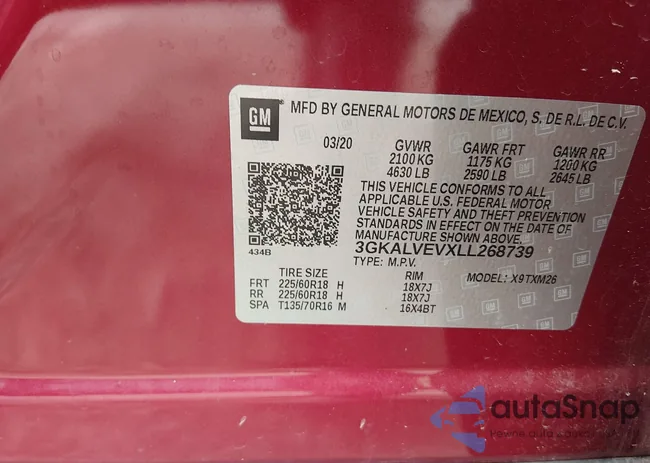 GM
MFD BY GENERAL MOTORS DE MEXICO, S. DE R.L. DE C.V.
03/20 GVWR GAWR FRT GAWR RR
2100 KG 1175 KG 1200 KG
4630 LB 2590 LB 2645 LB
THIS VEHICLE CONFORMS TO ALL
APPLICABLE U.S. FEDERAL MOTOR
VEHICLE SAFETY AND THEFT PREVENTION
STANDARDS IN EFFECT ON THE DATE OF
MANUFACTURE SHOWN ABOVE.
434B
3GKALVEVXLL268739
TYPE: M.P.V. MODEL: X9TXM26
TIRE SIZE RIM
FRT 225/60R18 H 18X7J
RR 225/60R18 H 18X7J
SPA T135/70R16 M 16X4BT
autaSnap